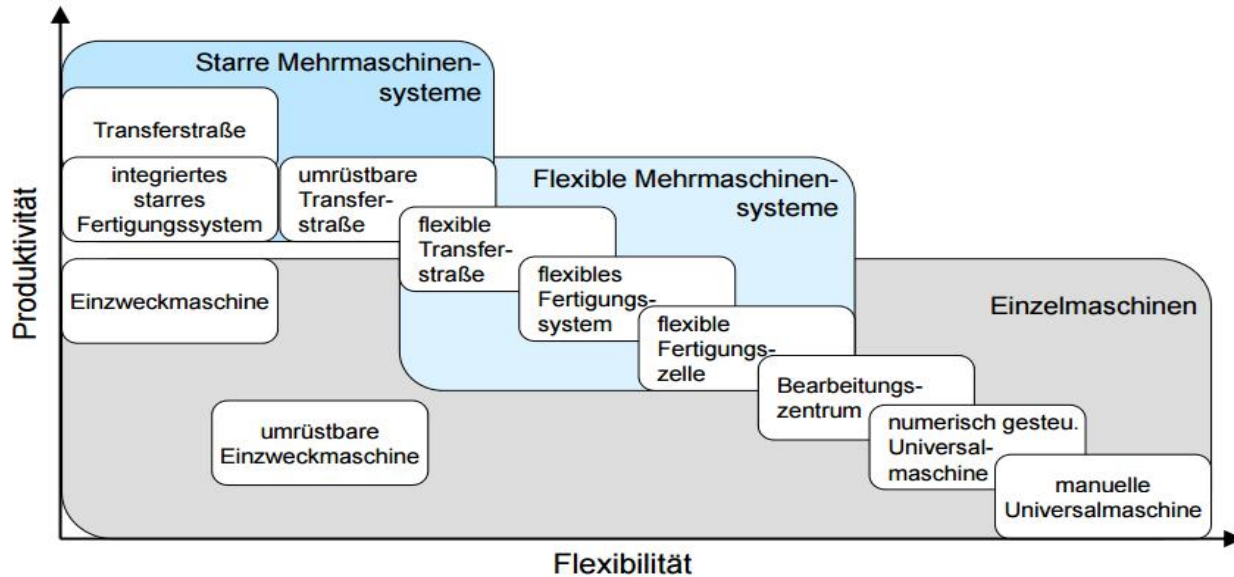 Produktivität
Starre Mehrmaschinen-
systeme
Transferstraße
integriertes
starres
Fertigungssystem
umrüstbare
Transfer-
straße
Flexible Mehrmaschinen-
systeme
flexible
Transfer-
straße
flexibles
Fertigungs-
system
flexible
Fertigungs-
zelle
Einzweckmaschine
Einzelmaschinen
umrüstbare
Einzweckmaschine
Bearbeitungs-
zentrum
numerisch gesteu.
Universal-
maschine
manuelle
Universalmaschine
Flexibilität